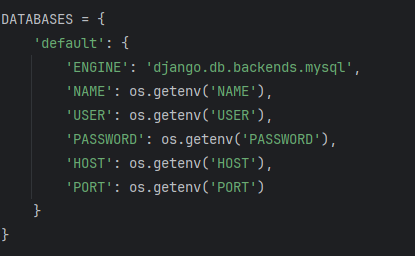 DATABASES = {
    'default': {
        'ENGINE': 'django.db.backends.mysql',
        'NAME': os.getenv('NAME'),
        'USER': os.getenv('USER'),
        'PASSWORD': os.getenv('PASSWORD'),
        'HOST': os.getenv('HOST'),
        'PORT': os.getenv('PORT')
    }
}